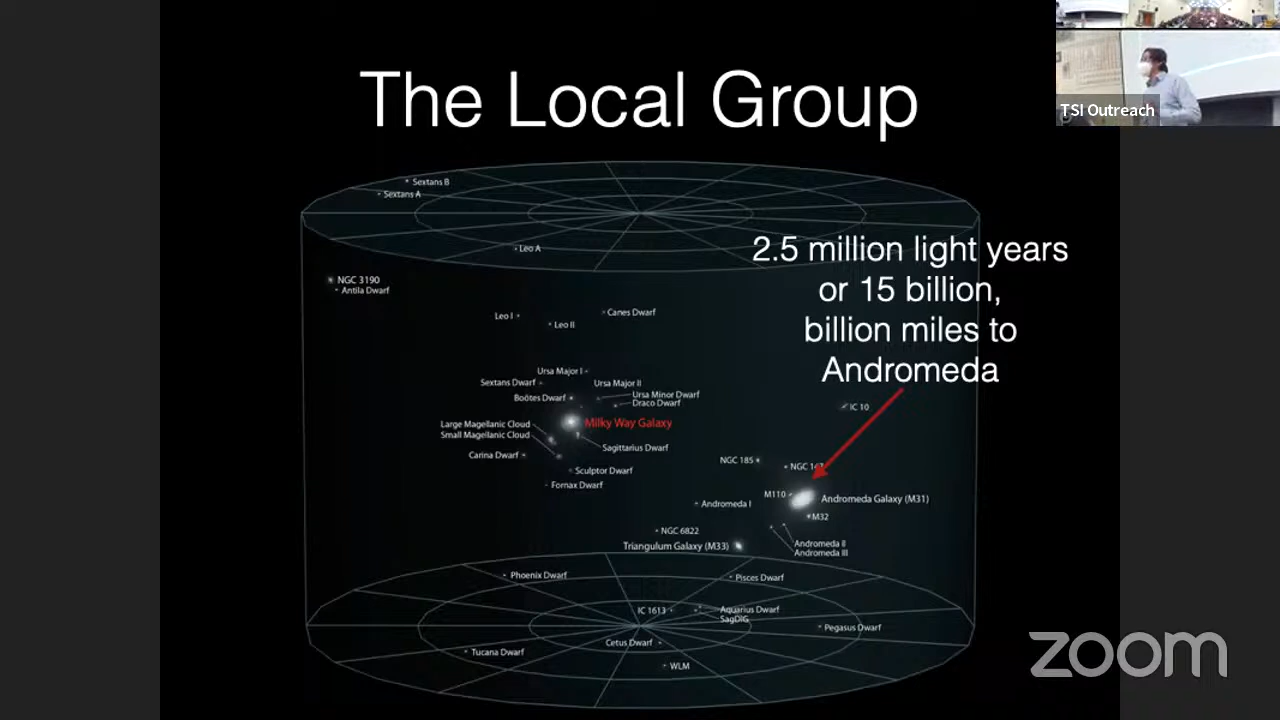 The Local Group
TSI Outreach
Sextans B
Sextans A
Leo A
2.5 million light years
or 15 billion,
billion miles to
Andromeda
NGC 3190
Antila Dwarf
Leo I
Leo II
Canes Dwarf
Ursa Major I
Sextans Dwarf
Ursa Major II
Boötes Dwarf
Ursa Minor Dwarf
Draco Dwarf
IC 10
Large Magellanic Cloud
Milky Way Galaxy
Small Magellanic Cloud
Sagittarius Dwarf
Carina Dwarf
NGC 185
Sculptor Dwarf
Fornax Dwarf
M110
Andromeda Galaxy (M31)
Andromeda I
M32
NGC 6822
Triangulum Galaxy (M33)
Andromeda II
Andromeda III
Phoenix Dwarf
Pisces Dwarf
IC 1613
Aquarius Dwarf
SagDIG
Pegasus Dwarf
Cetus Dwarf
Tucana Dwarf
WLM
zoom